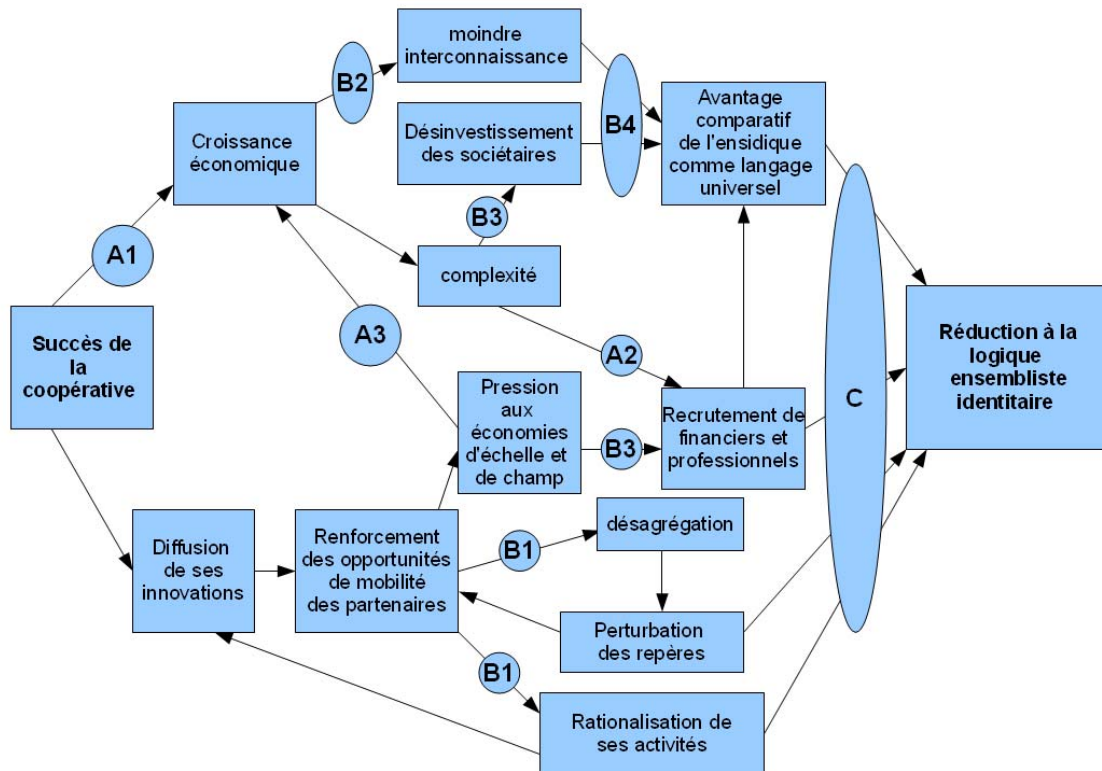 moindre
interconnaissance
B2
Croissance
économique
Désinvestissement
des sociétaires
B4
Avantage
comparatif
de l'ensidique
comme langage
universel
B3
A1
complexité
Succès de
la
coopérative
A3
A2
Réduction à la
logique
ensembliste
identitaire
Pression
aux
économies
d'échelle et
de champ
B3
Recrutement de
financiers et
professionnels
C
Diffusion
de ses
innovations
Renforcement
des opportunités
de mobilité
des partenaires
B1
désagrégation
Perturbation
des repères
B1
Rationalisation de
ses activités